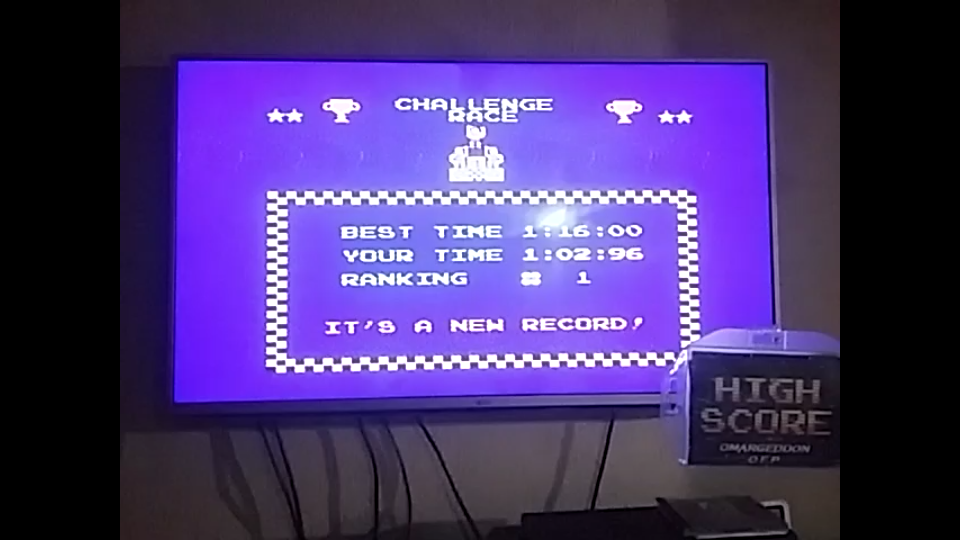 CHALLENGE
RACE
BEST TIME 1:16:00
YOUR TIME 1:02:96
RANKING # 1
IT'S A NEW RECORD!
HIGH
SCORE
OMARGEDDON
OEP